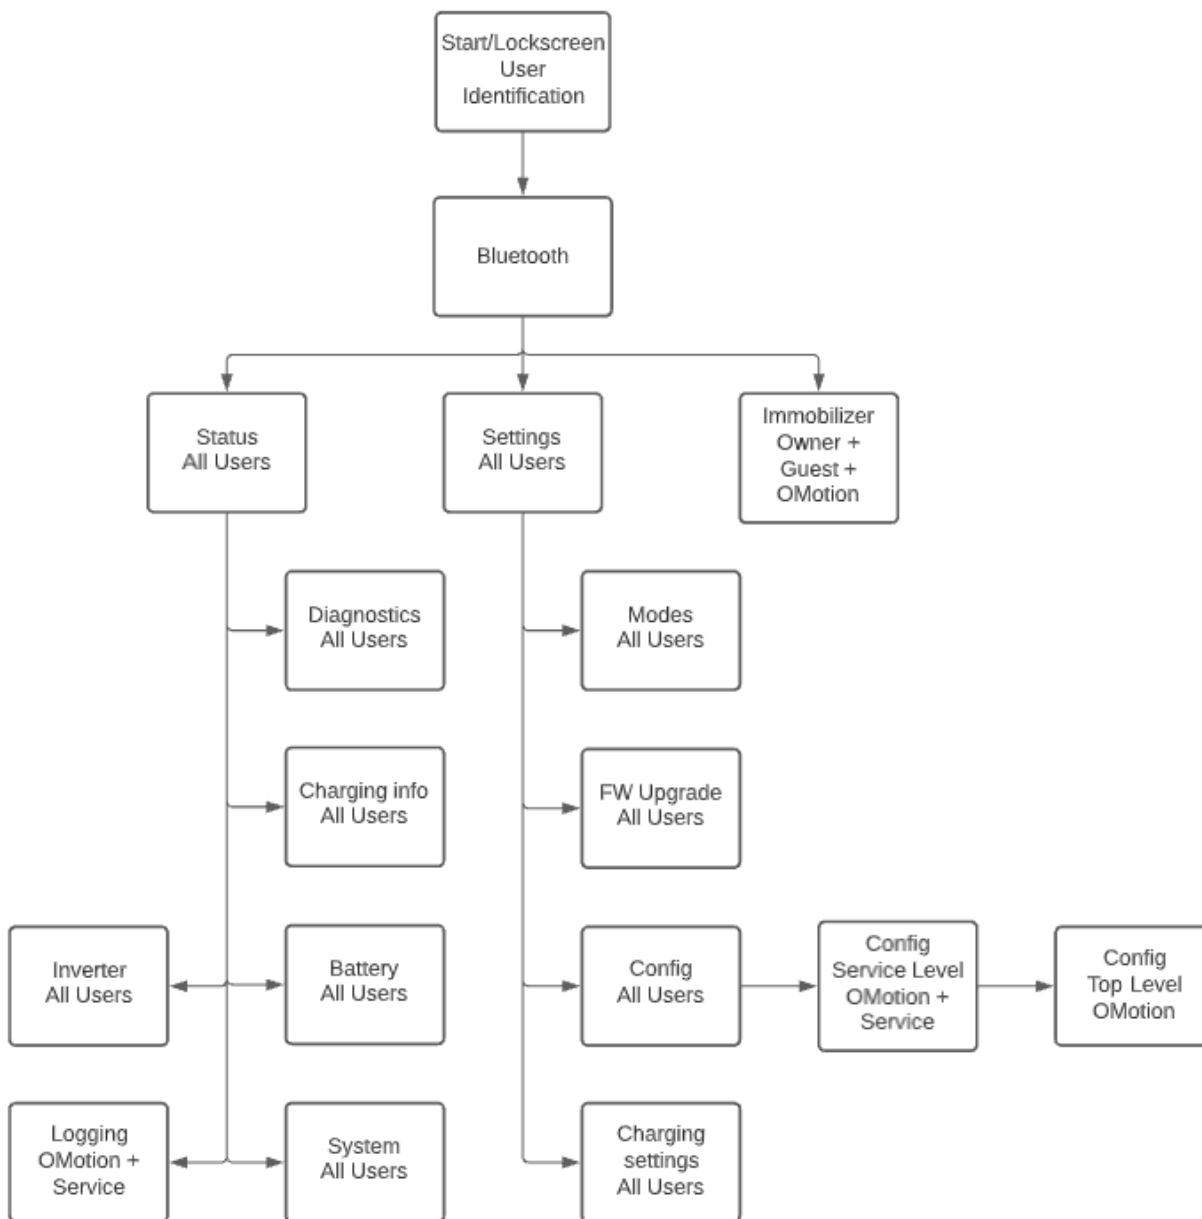 Start/Lockscreen
User
Identification
Bluetooth
Status
All Users
Settings
All Users
Immobilizer
Owner +
Guest +
OMotion
Diagnostics
All Users
Modes
All Users
Charging info
All Users
FW Upgrade
All Users
Inverter
All Users
Battery
All Users
Config
All Users
Config
Service Level
OMotion +
Service
Config
Top Level
OMotion
Logging
OMotion +
Service
System
All Users
Charging
settings
All Users